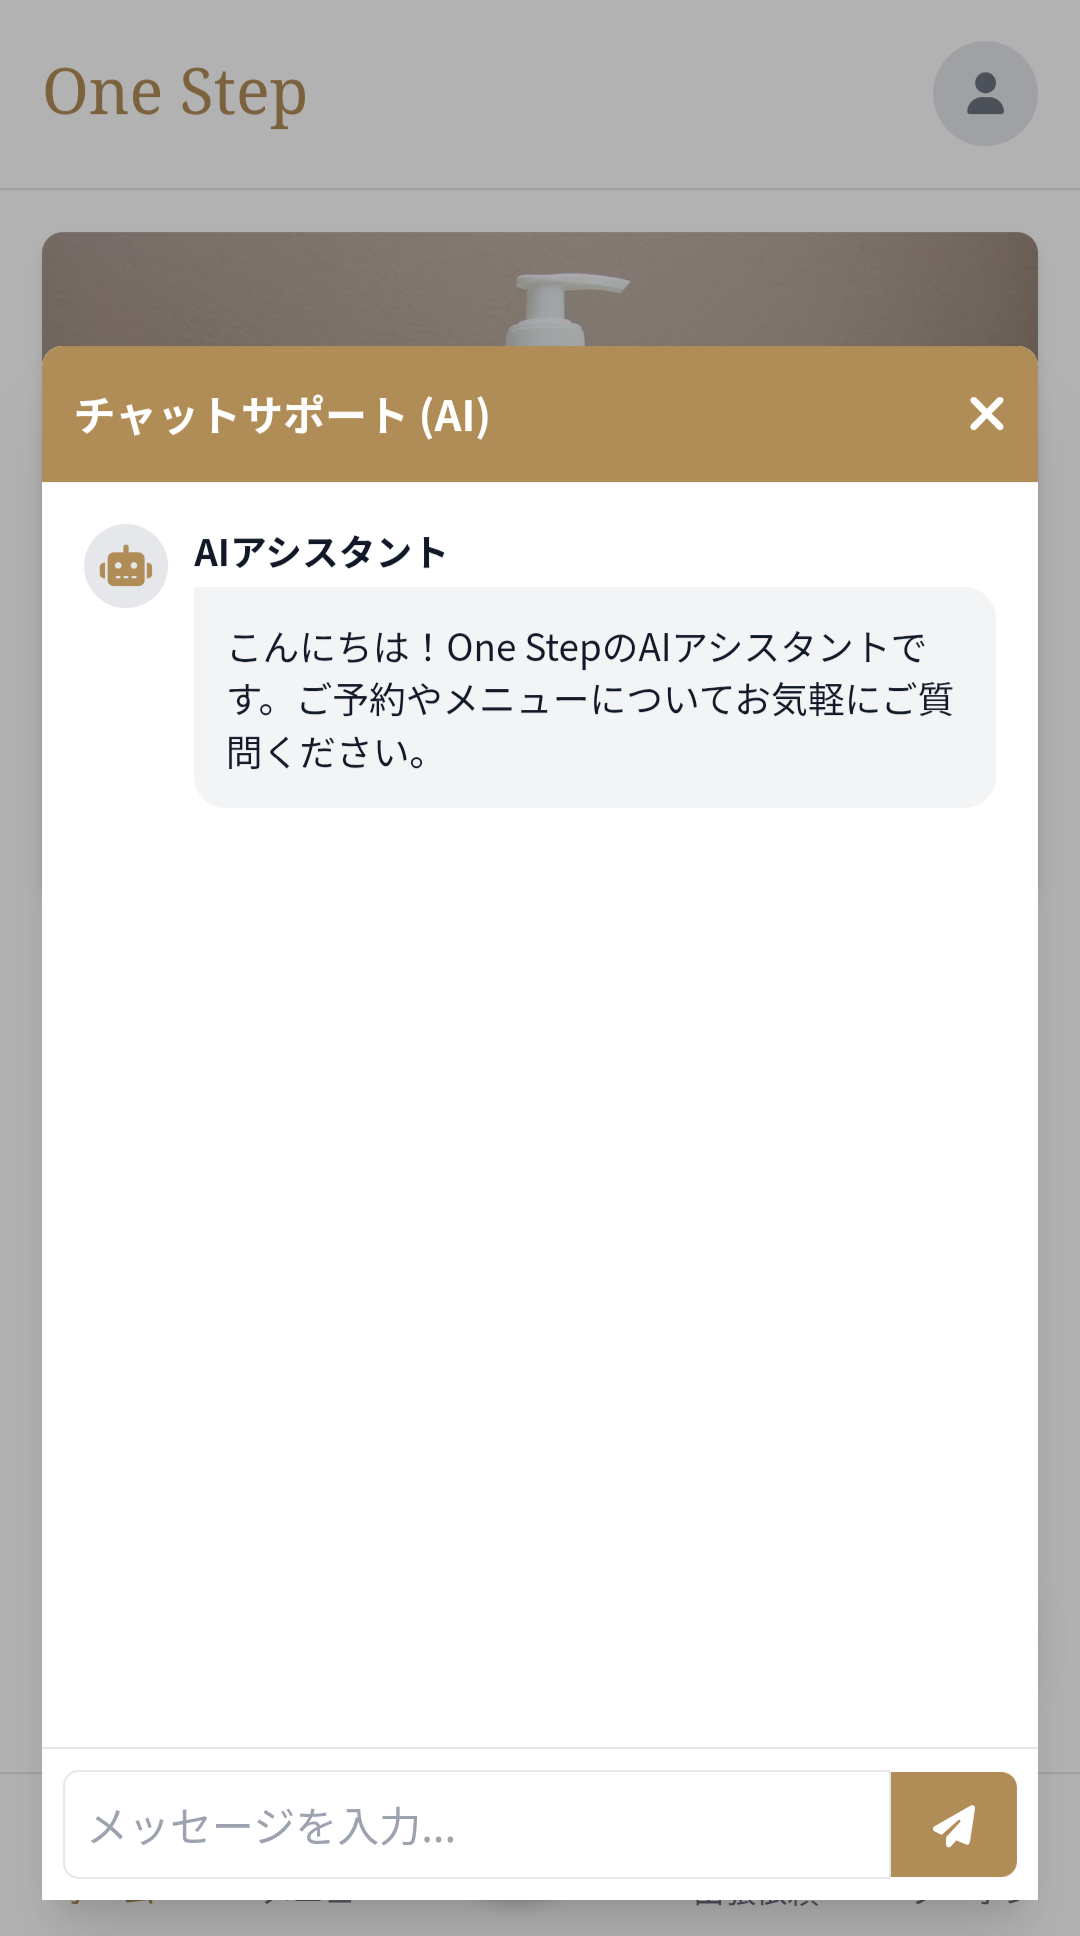 One Step
チャットサポート (AI)
AIアシスタント
こんにちは！One StepのAIアシスタントで
す。ご予約やメニューについてお気軽にご質
問ください。
メッセージを入力...